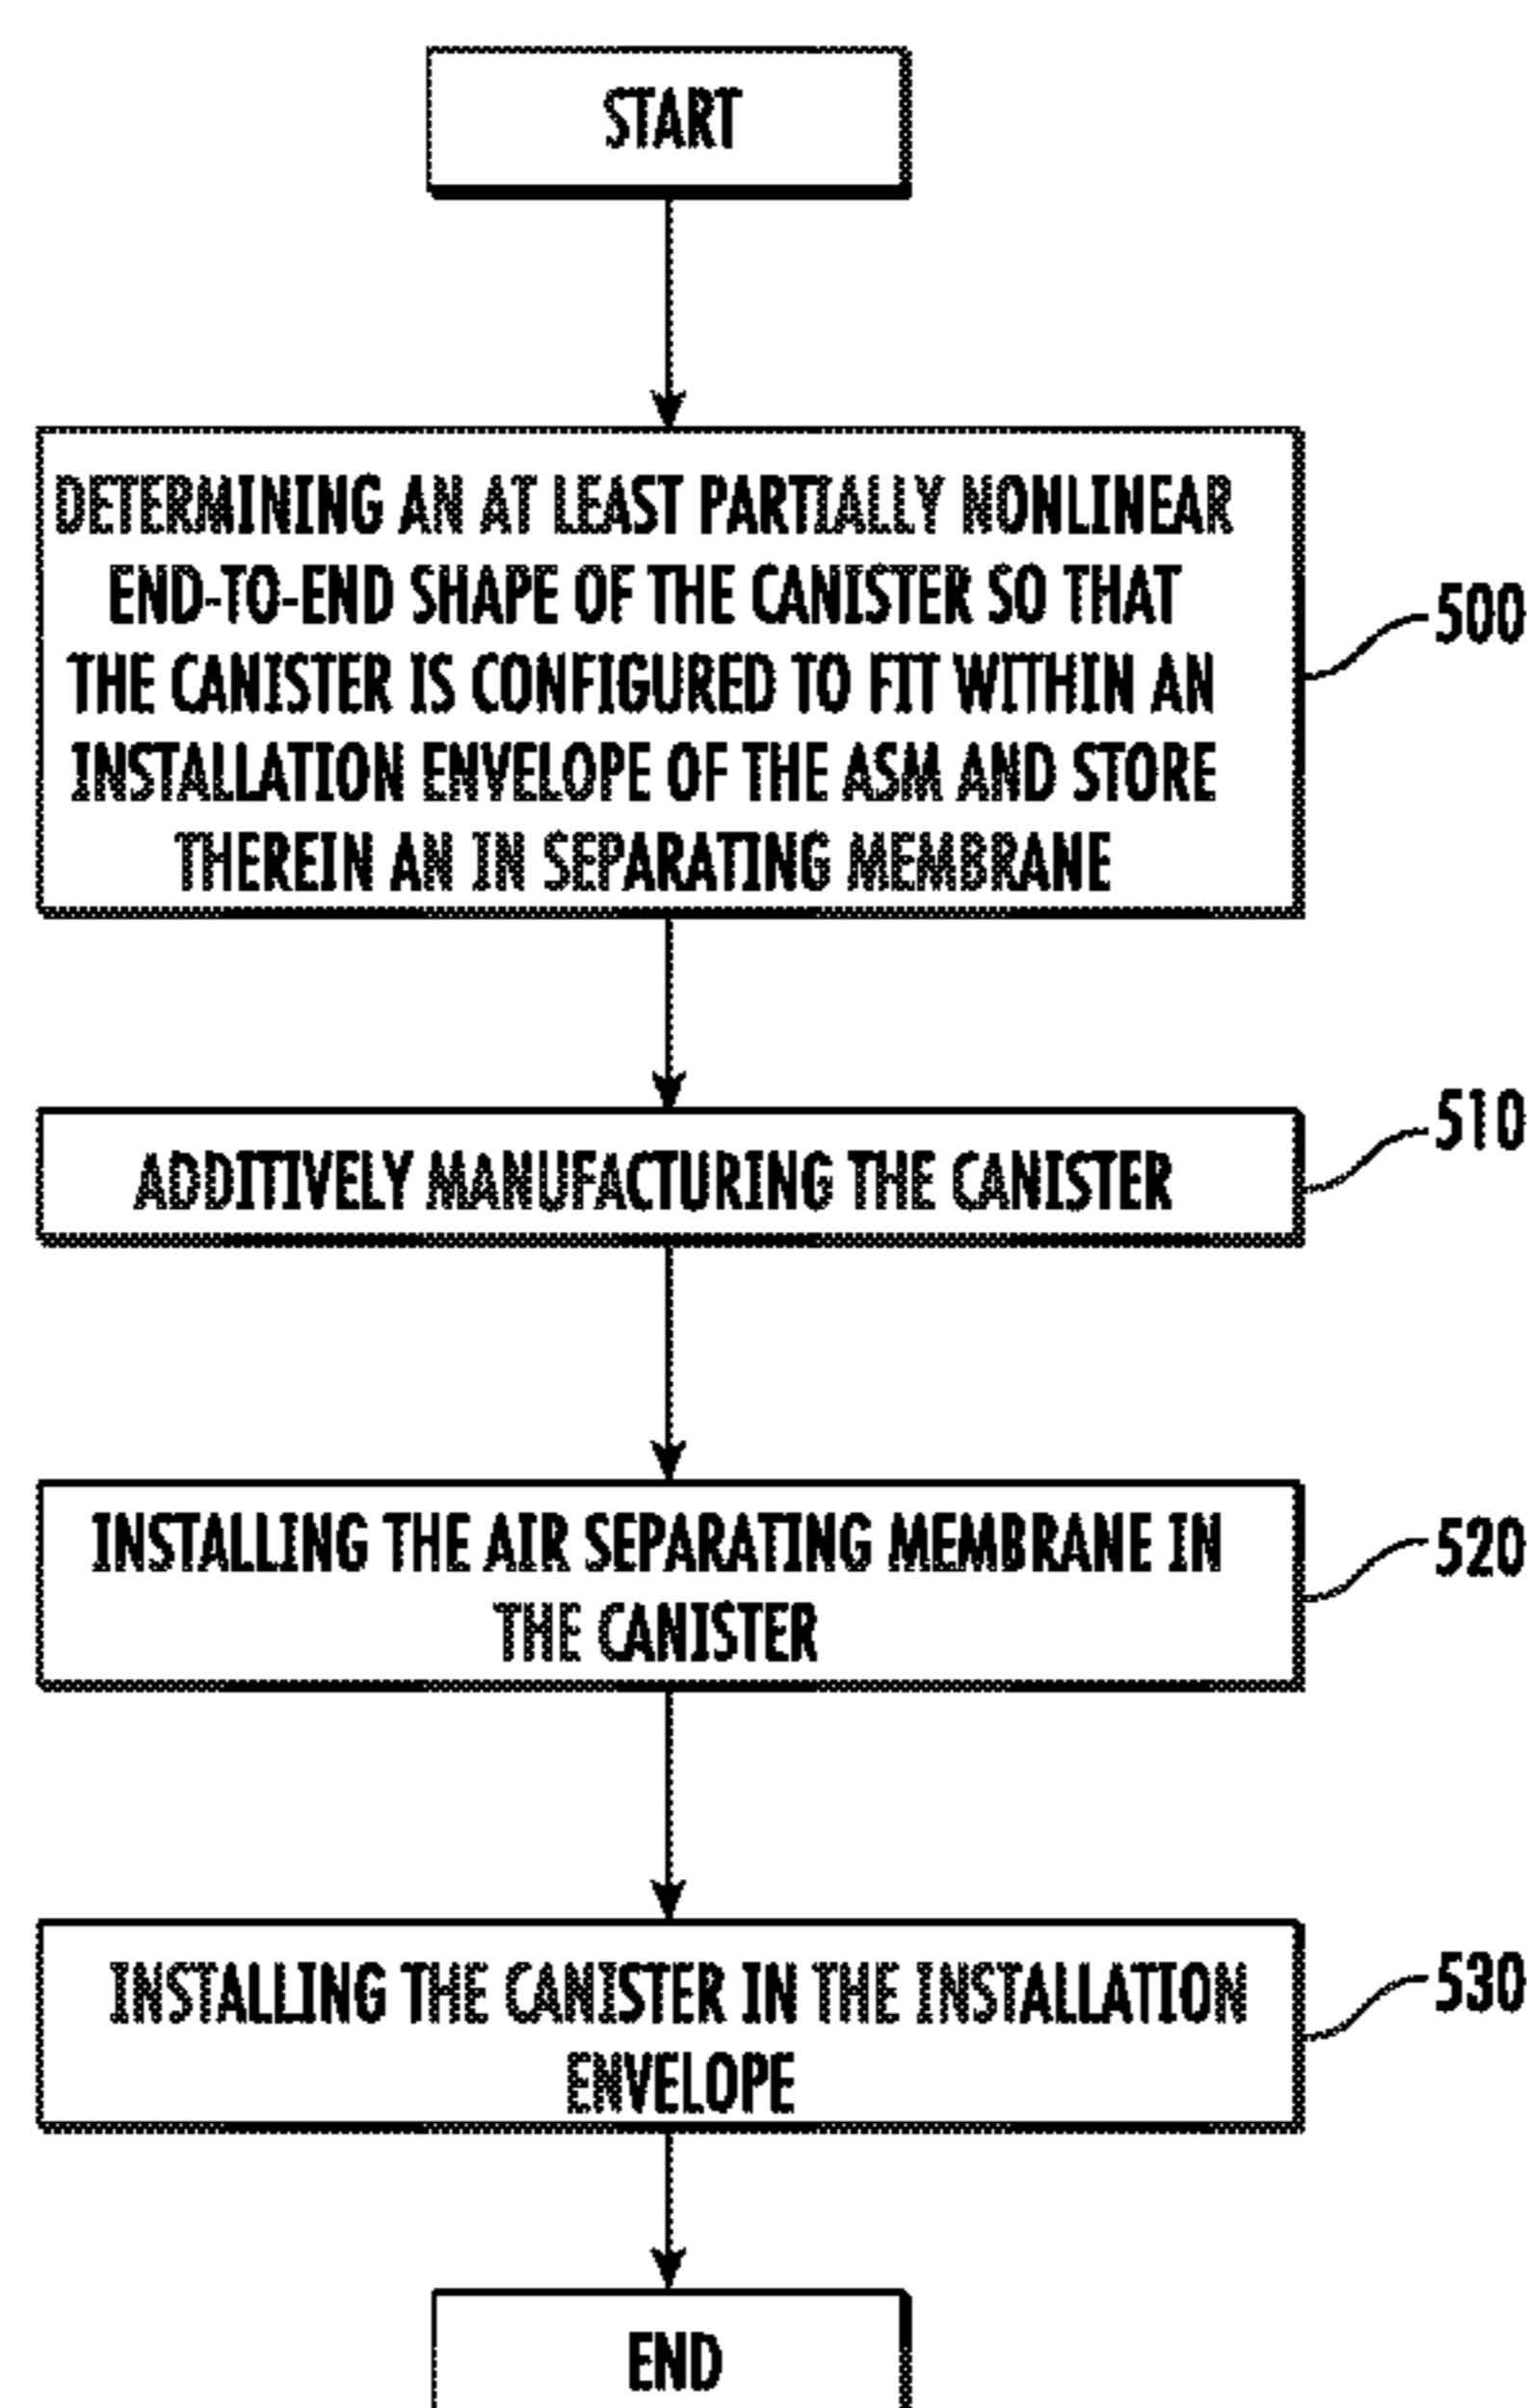 START
DETERMINING AN AT LEAST PARTIALLY NONLINEAR
END-TO-END SHAPE OF THE CANISTER SO THAT
THE CANISTER IS CONFIGURED TO FIT WITHIN AN
INSTALLATION ENVELOPE OF THE ASM AND STORE
THEREIN AN IN SEPARATING MEMBRANE
500
ADDITIVELY MANUFACTURING THE CANISTER
510
INSTALLING THE AIR SEPARATING MEMBRANE IN
THE CANISTER
520
INSTALLING THE CANISTER IN THE INSTALLATION
ENVELOPE
530
END